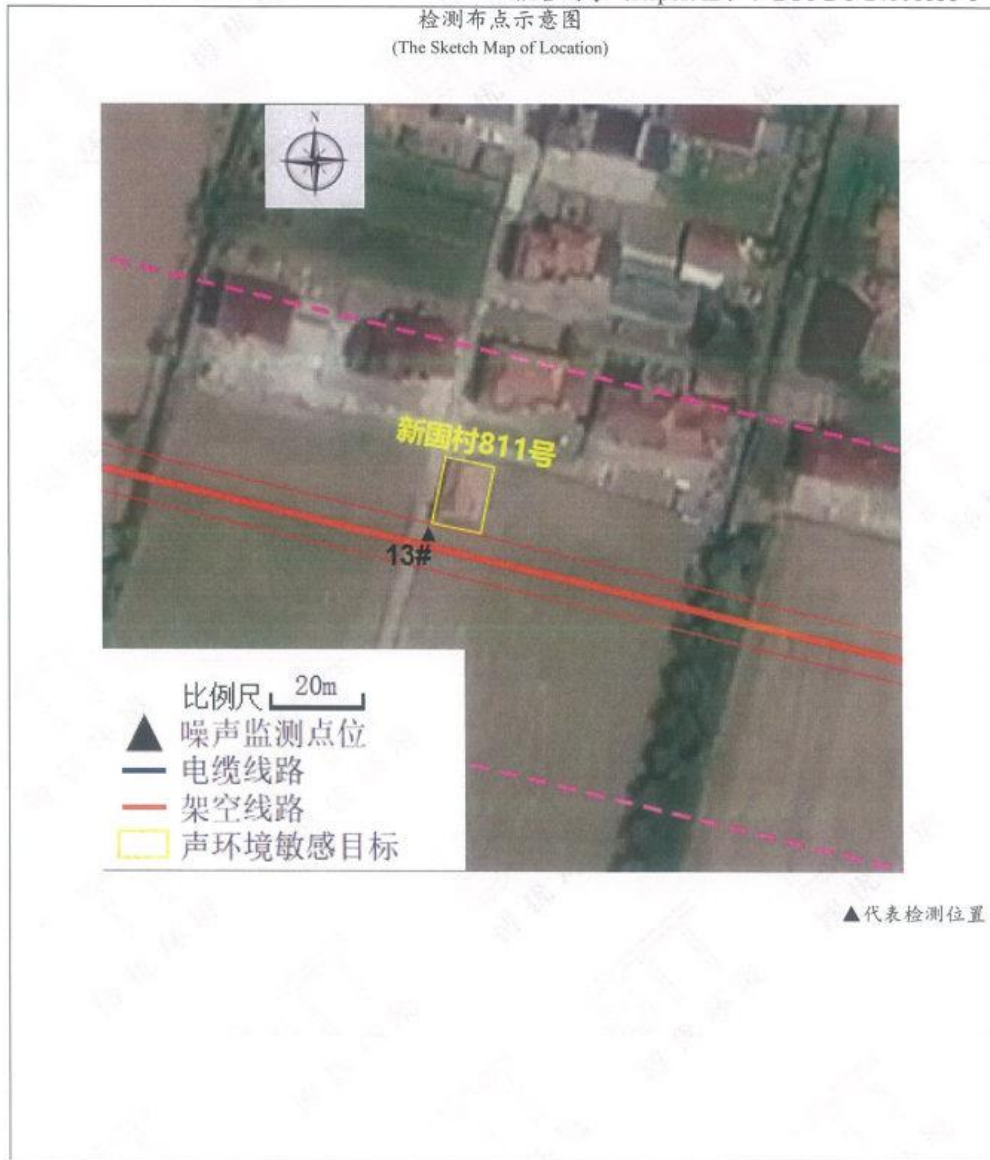 检测布点示意图
(The Sketch Map of Location)
N
新围村811号
13#
比例尺 20m
噪声监测点位
电缆线路
架空线路
声环境敏感目标
▲代表检测位置